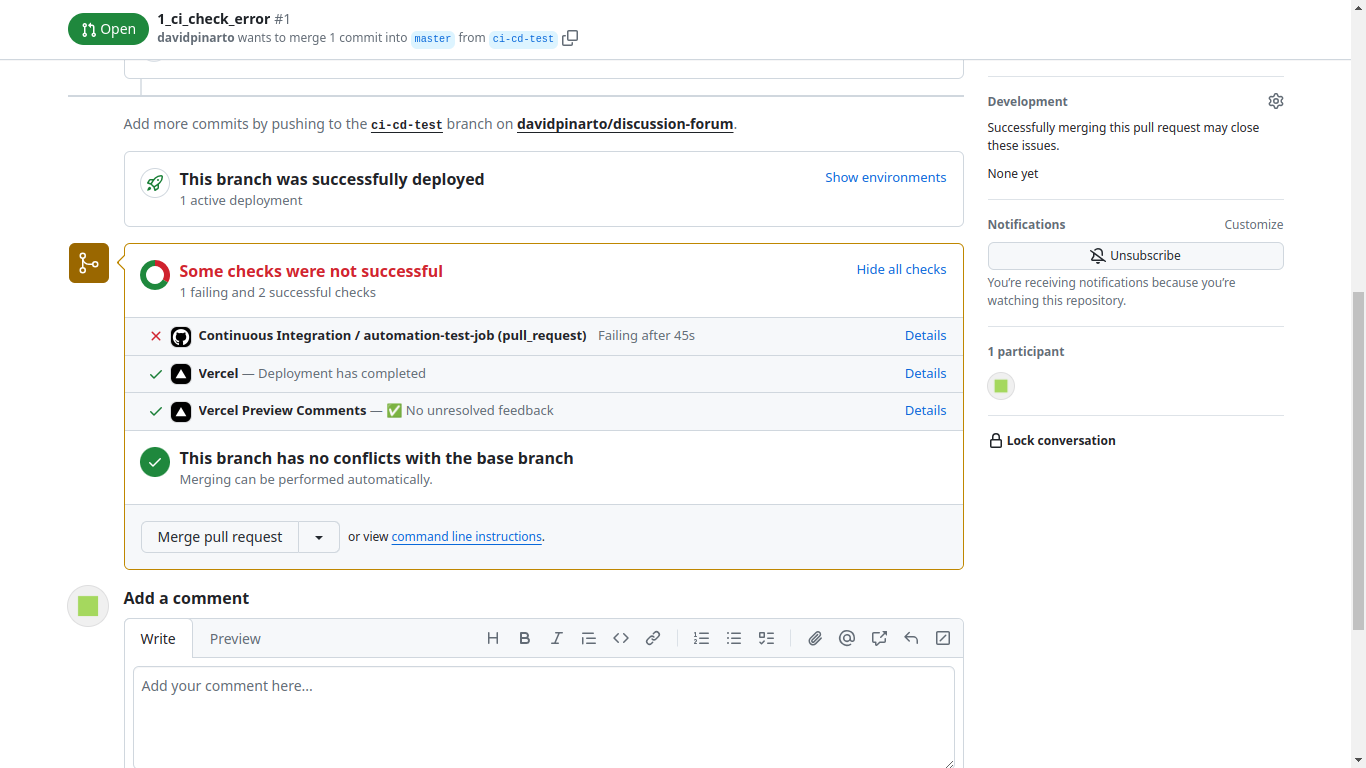 Open
1_ci_check_error #1
davidpinarto wants to merge 1 commit into master from ci-cd-test
Add more commits by pushing to the ci-cd-test branch on davidpinarto/discussion-forum.
This branch was successfully deployed
Show environments
1 active deployment
Some checks were not successful
Hide all checks
1 failing and 2 successful checks
Continuous Integration / automation-test-job (pull_request) Failing after 45s
Details
Vercel — Deployment has completed
Details
Vercel Preview Comments — ✅ No unresolved feedback
Details
This branch has no conflicts with the base branch
Merging can be performed automatically.
Merge pull request
or view command line instructions.
Add a comment
Write
Preview
Add your comment here...
Development
Successfully merging this pull request may close
these issues.
None yet
Notifications
Customize
Unsubscribe
You're receiving notifications because you're
watching this repository.
1 participant
Lock conversation